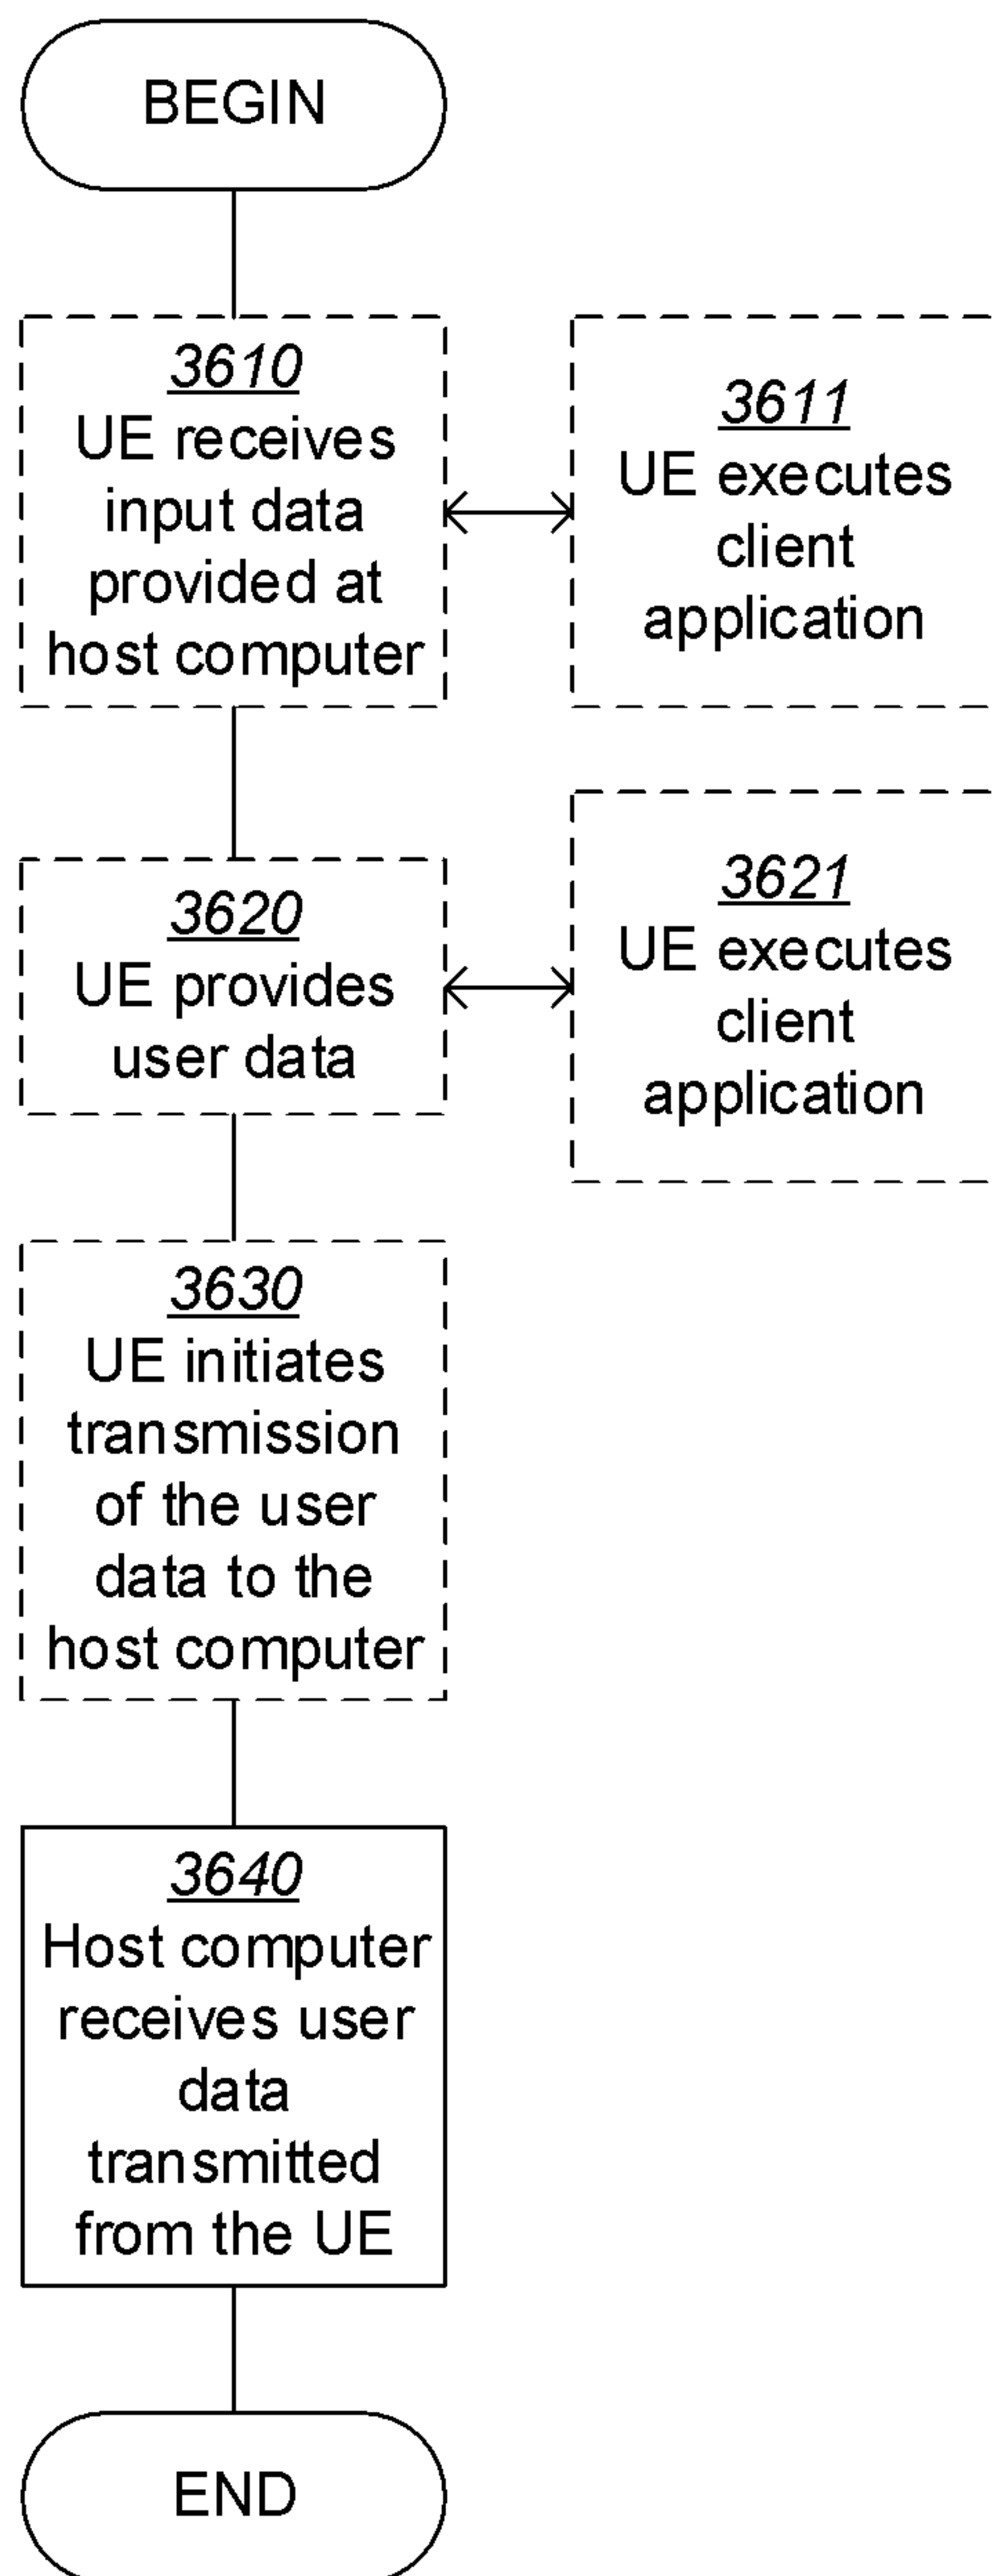 BEGIN
3610
UE receives
input data
provided at
host computer
3611
UE executes
client
application
3620
UE provides
user data
3621
UE executes
client
application
3630
UE initiates
transmission
of the user
data to the
host computer
3640
Host computer
receives user
data
transmitted
from the UE
END